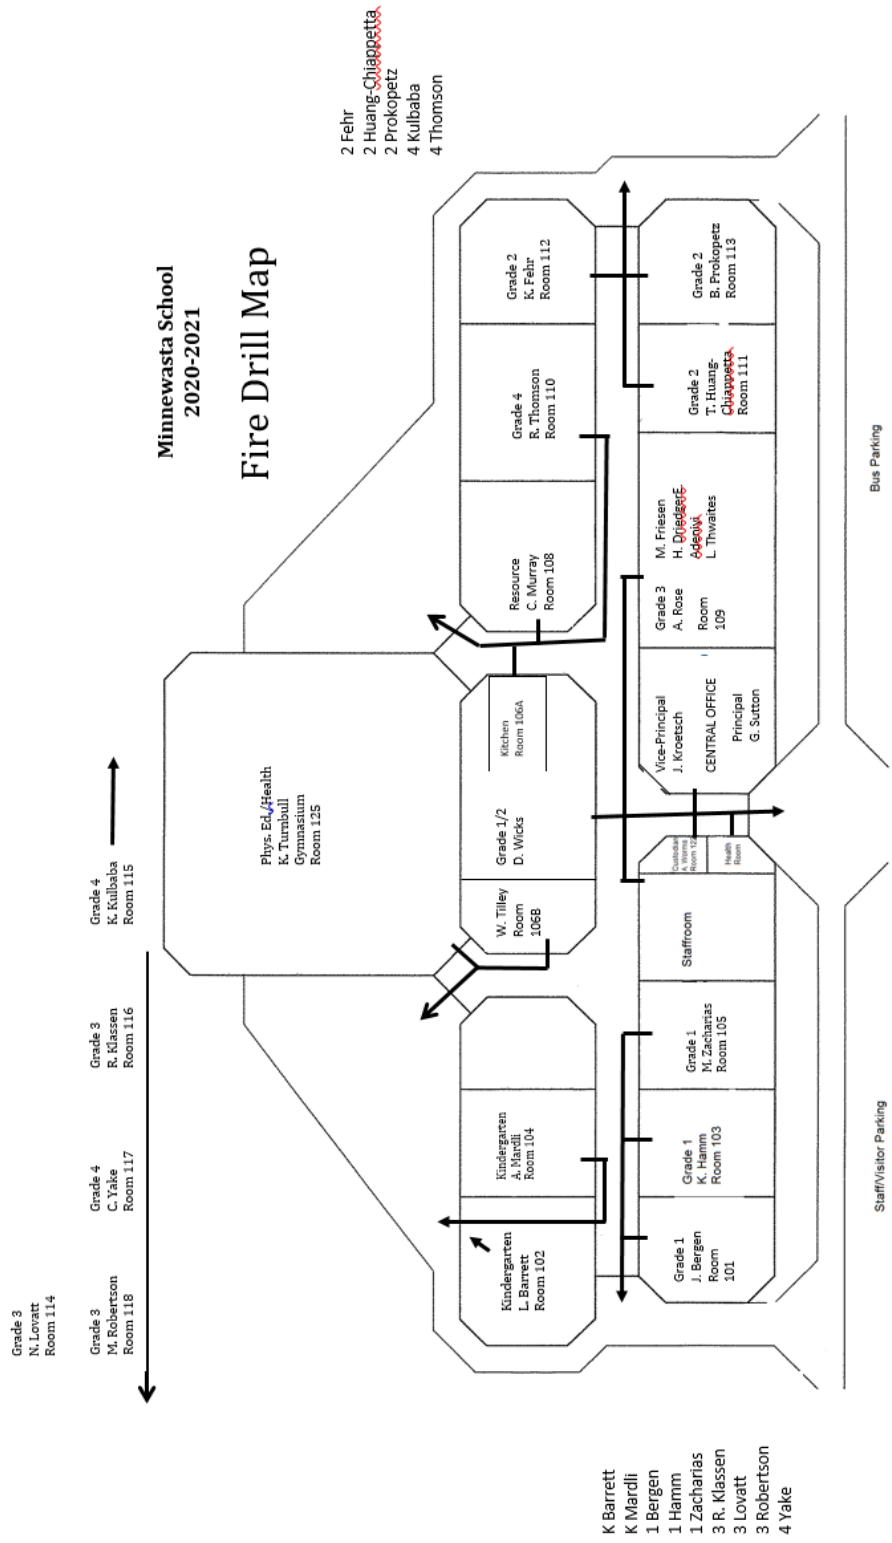 Minnewasta School
2020-2021
Fire Drill Map
Grade 3
N. Lovatt
Room 114
Grade 3
M. Robertson
Room 118
Grade 4
C. Yake
Room 117
Grade 3
R. Klassen
Room 116
Grade 4
K. Kulbaba
Room 115
2 Fehr
2 Huang-Chiappetta
2 Prokopetz
4 Kulbaba
4 Thomson
Phys. Ed./Health
K. Turnbull
Gymnasium
Room 125
Kindergarten
L. Barrett
Room 102
Kindergarten
A. Mardli
Room 104
W. Tilley
Room
106B
Grade 1/2
D. Wicks
Kitchen
Room 106A
Resource
C. Murray
Room 108
Grade 4
R. Thomson
Room 110
Grade 2
K. Fehr
Room 112
Grade 1
J. Bergen
Room
101
Grade 1
K. Hamm
Room 103
Grade 1
M. Zacharias
Room 105
Staffroom
Custodian
A. Worms
Room 122
Health
Room
Vice-Principal
J. Kroetsch
CENTRAL OFFICE
Principal
G. Sutton
Grade 3
A. Rose
Room
109
M. Friesen
H. DriedgerE.
Adeniyi
L. Thwaites
Grade 2
T. Huang-
Chiappetta
Room 111
Grade 2
B. Prokopetz
Room 113
K Barrett
K Mardli
1 Bergen
1 Hamm
1 Zacharias
3 R. Klassen
3 Lovatt
3 Robertson
4 Yake
Staff/Visitor Parking
Bus Parking